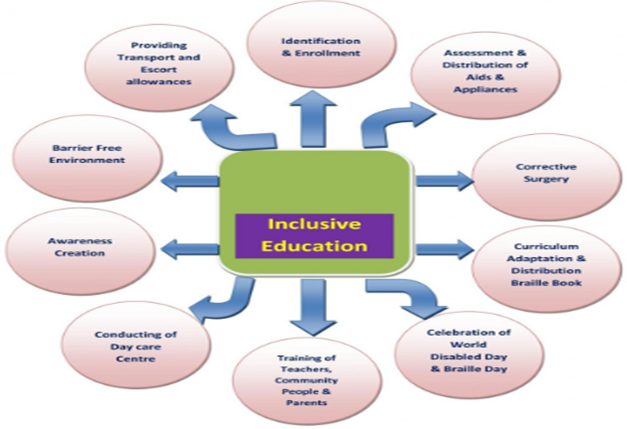 Identification
& Enrollment
Assessment &
Distribution of
Aids &
Appliances
Corrective
Surgery
Curriculum
Adaptation &
Distribution
Braille Book
Celebration of
World
Disabled Day
& Braille Day
Training of
Teachers,
Community
People &
Parents
Conducting of
Day care
Centre
Awareness
Creation
Barrier Free
Environment
Providing
Transport and
Escort
allowances
Inclusive
Education